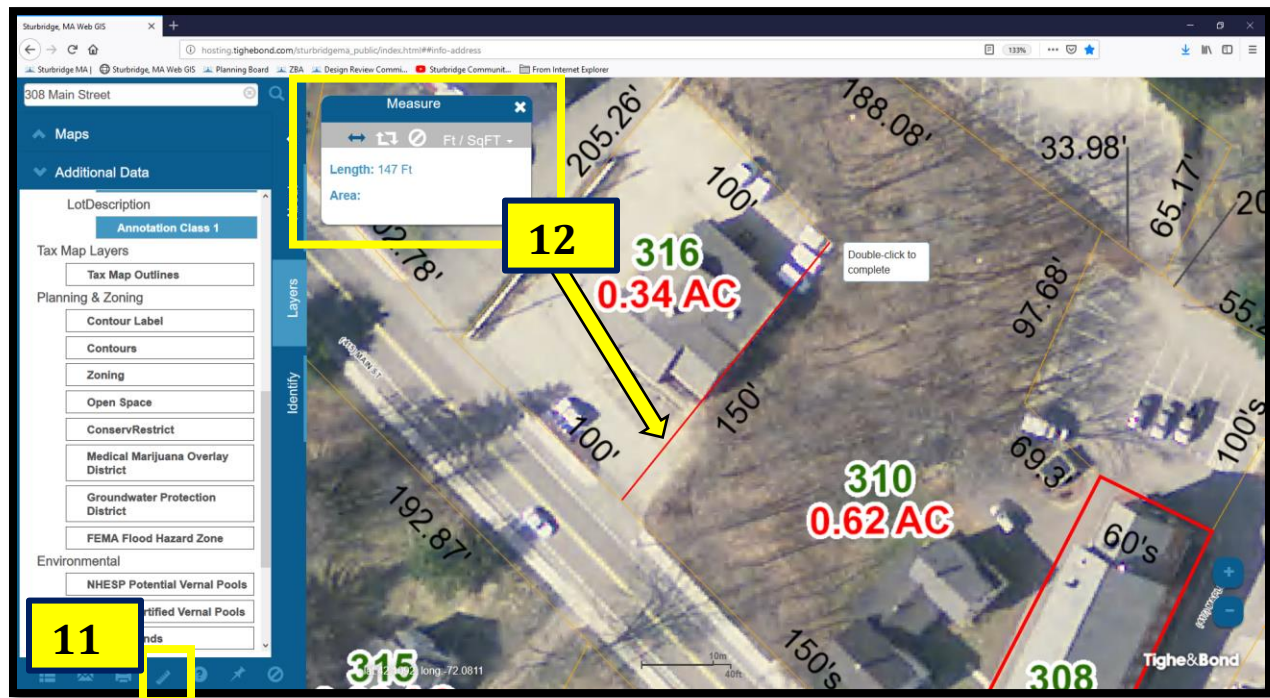 Sturbridge, MA Web GIS
hosting.tighebond.com/sturbridgema_public/index.html##info-address
133%
Sturbridge MA |
Sturbridge, MA Web GIS
Planning Board
ZBA
Design Review Commi...
Sturbridge Communit...
From Internet Explorer
308 Main Street
Maps
Additional Data
LotDescription
Annotation Class 1
Tax Map Layers
Tax Map Outlines
Planning & Zoning
Contour Label
Contours
Zoning
Open Space
ConservRestrict
Medical Marijuana Overlay
District
Groundwater Protection
District
FEMA Flood Hazard Zone
Environmental
NHESP Potential Vernal Pools
rtified Vernal Pools
nds
11
Layers
Identify
Measure
Ft / SqFT
Length: 147 Ft
Area:
12
Double-click to
complete
205.26'
188.08'
33.98'
65.17'
20
100'
02.78'
316
0.34 AC
97.68'
55.
MAIN ST
150'
100'
100's
69.3'
192.87'
310
0.62 AC
60's
150's
315
long -72.0811
10m
40ft
308
Tighe&Bond